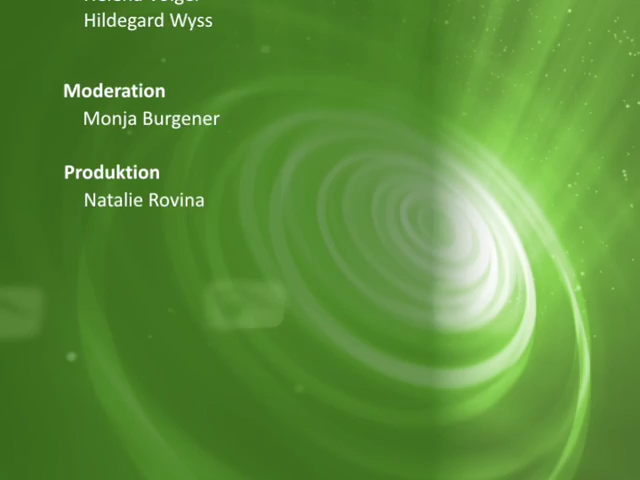 Hildegard Wyss
Moderation
Monja Burgener
Produktion
Natalie Rovina